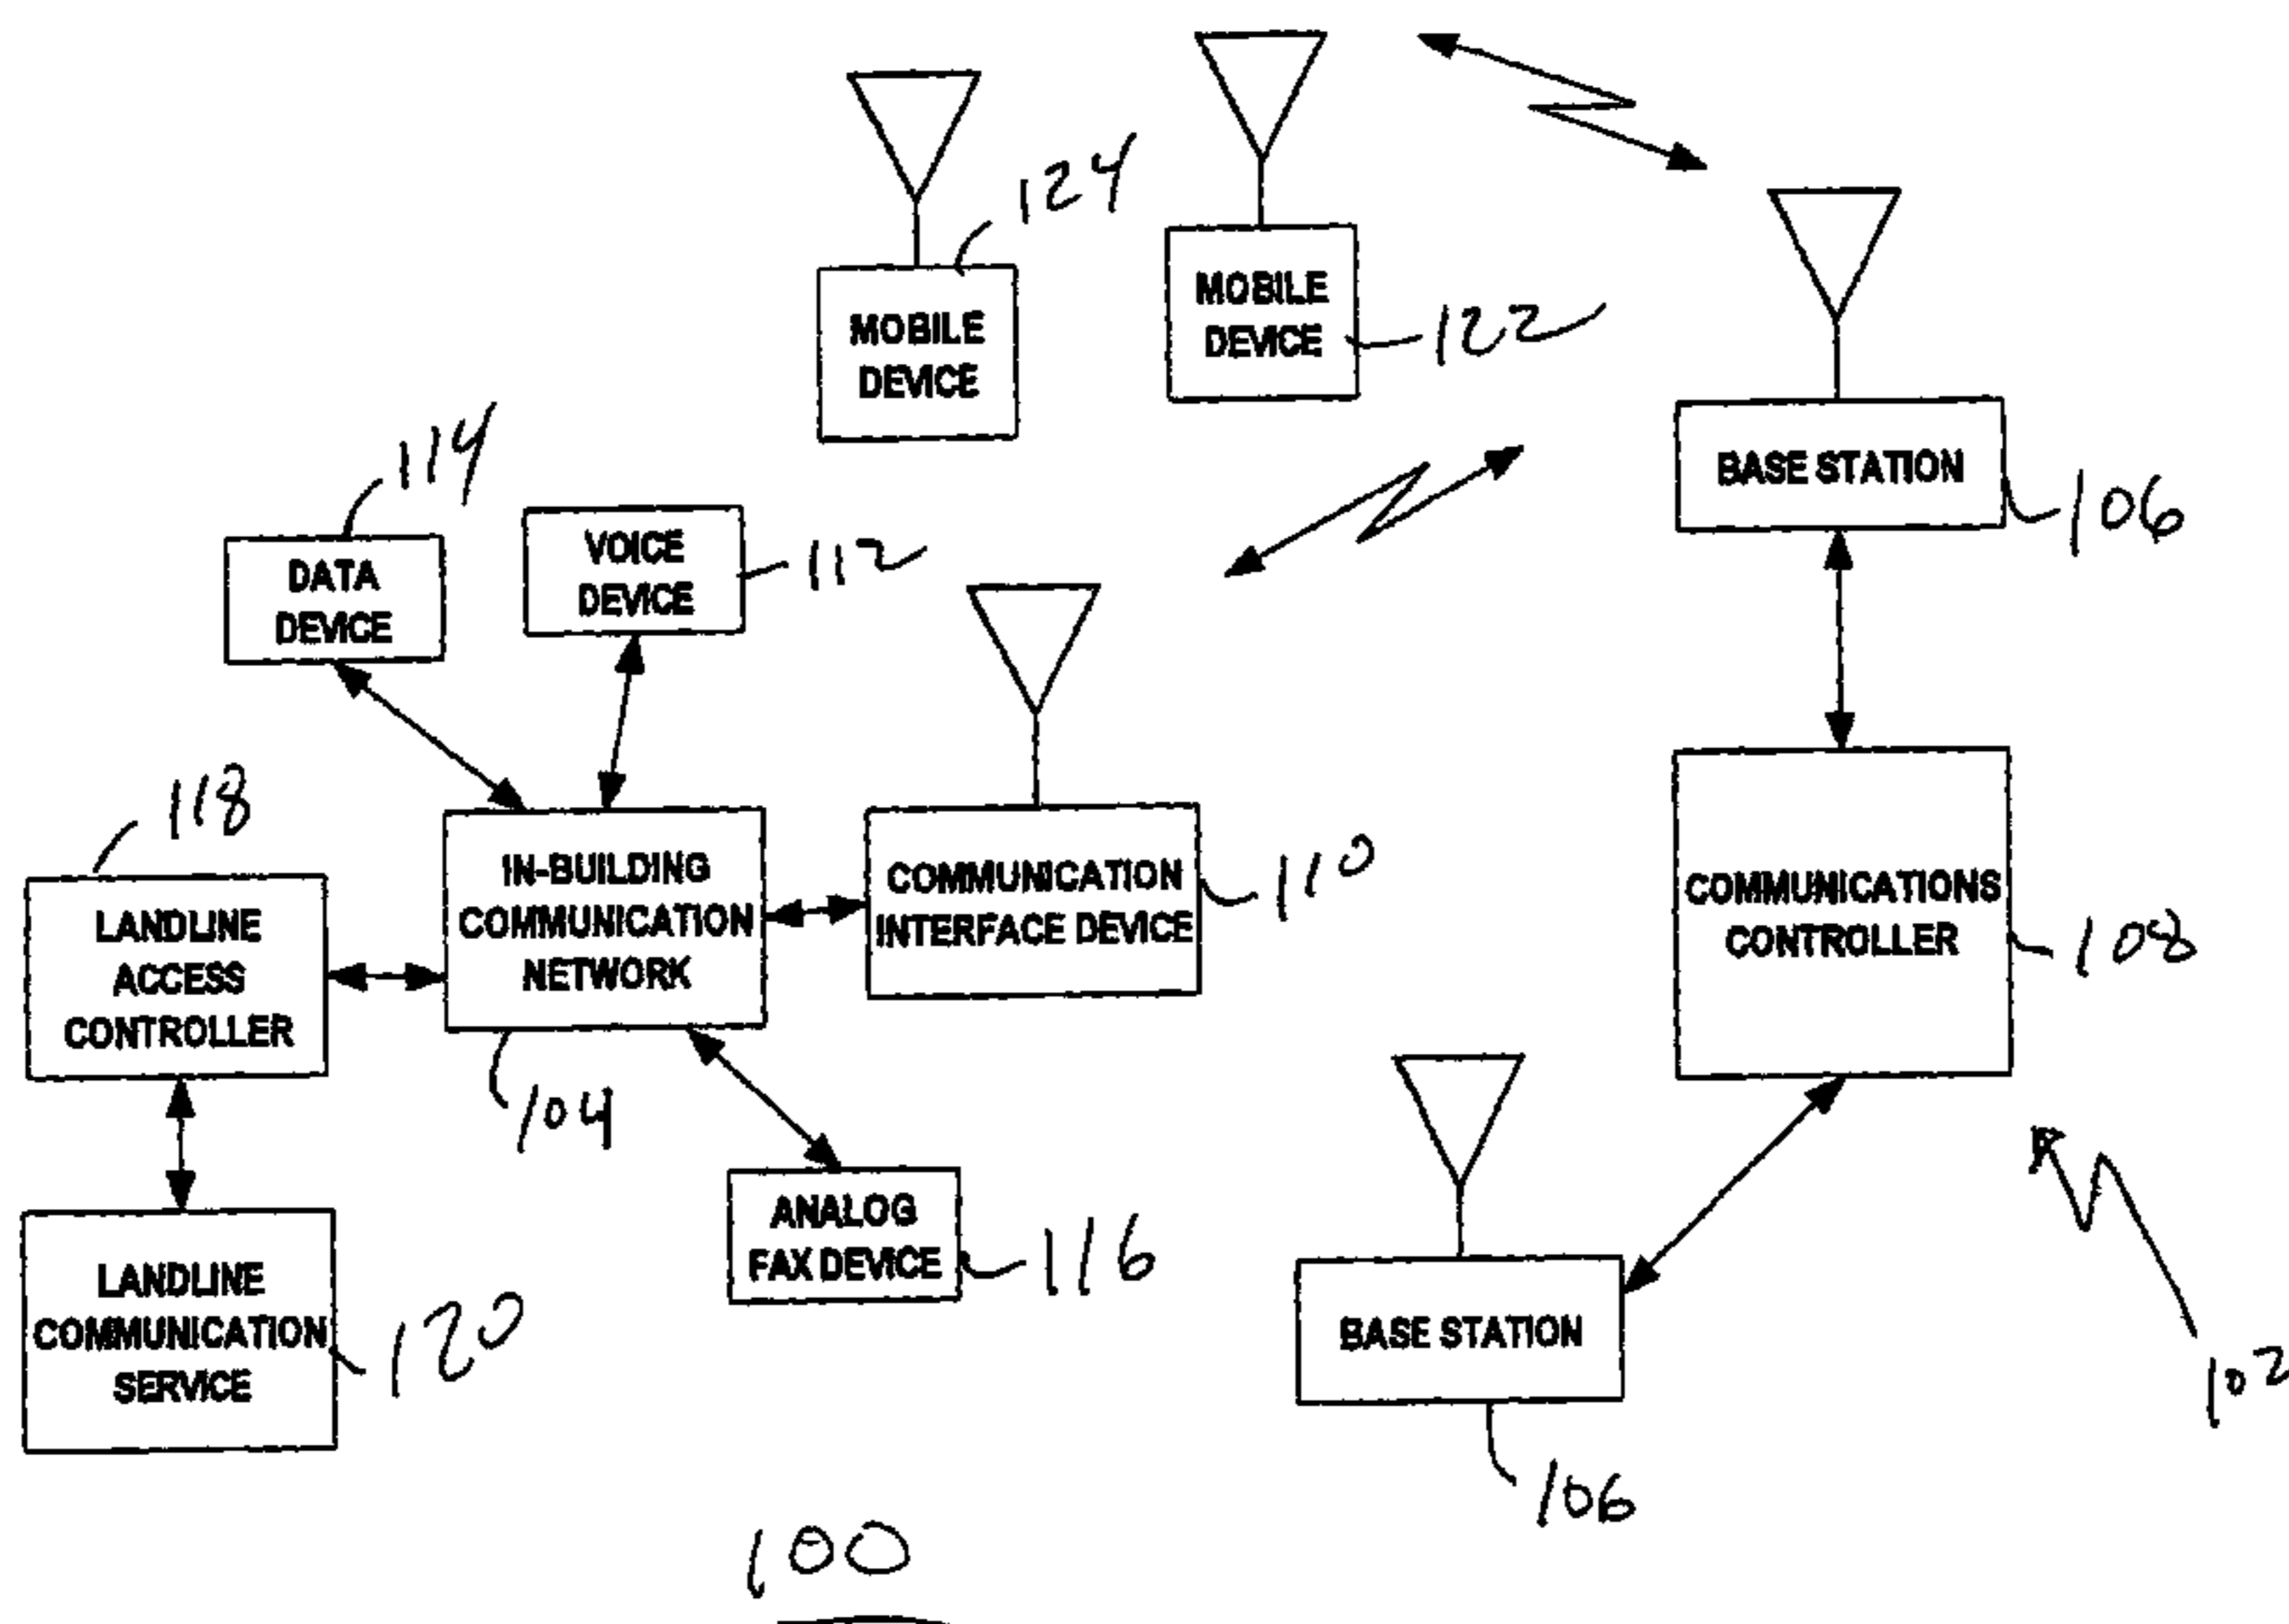 124
MOBILE
DEVICE
MOBILE
DEVICE
122
BASE STATION
106
114
DATA
DEVICE
VOICE
DEVICE
112
118
LANDLINE
ACCESS
CONTROLLER
IN-BUILDING
COMMUNICATION
NETWORK
104
COMMUNICATION
INTERFACE DEVICE
110
COMMUNICATIONS
CONTROLLER
108
ANALOG
FAX DEVICE
116
LANDLINE
COMMUNICATION
SERVICE
120
BASE STATION
106
102
100